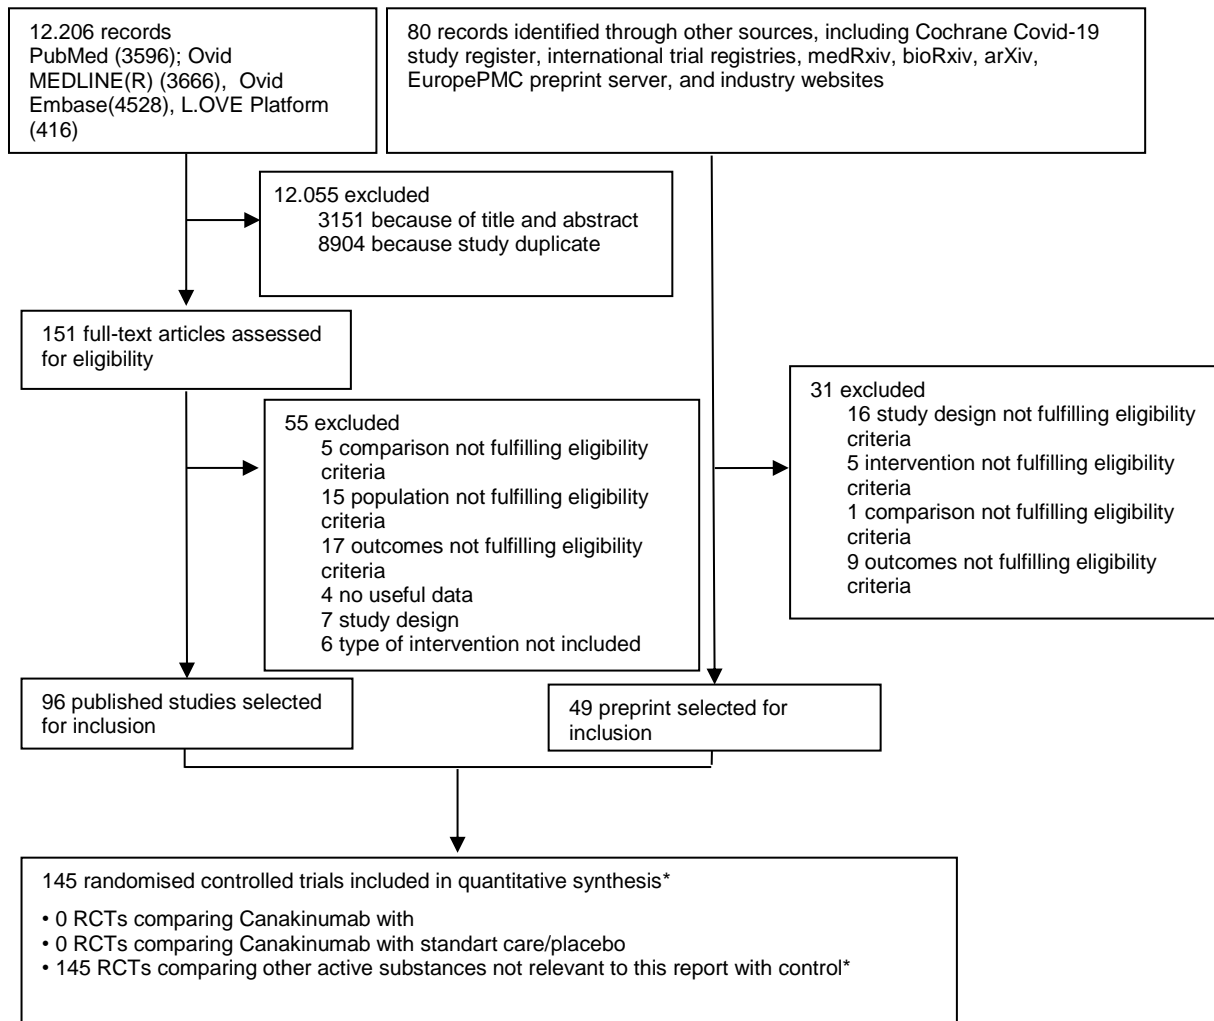 12.206 records
PubMed (3596); Ovid
MEDLINE(R) (3666), Ovid
Embase(4528), L.OVE Platform
(416)
80 records identified through other sources, including Cochrane Covid-19
study register, international trial registries, medRxiv, bioRxiv, arXiv,
EuropePMC preprint server, and industry websites
12.055 excluded
3151 because of title and abstract
8904 because study duplicate
151 full-text articles assessed
for eligibility
55 excluded
5 comparison not fulfilling eligibility
criteria
15 population not fulfilling eligibility
criteria
17 outcomes not fulfilling eligibility
criteria
4 no useful data
7 study design
6 type of intervention not included
31 excluded
16 study design not fulfilling eligibility
criteria
5 intervention not fulfilling eligibility
criteria
1 comparison not fulfilling eligibility
criteria
9 outcomes not fulfilling eligibility
criteria
96 published studies selected
for inclusion
49 preprint selected for
inclusion
145 randomised controlled trials included in quantitative synthesis*
• 0 RCTs comparing Canakinumab with
• 0 RCTs comparing Canakinumab with standart care/placebo
• 145 RCTs comparing other active substances not relevant to this report with control*